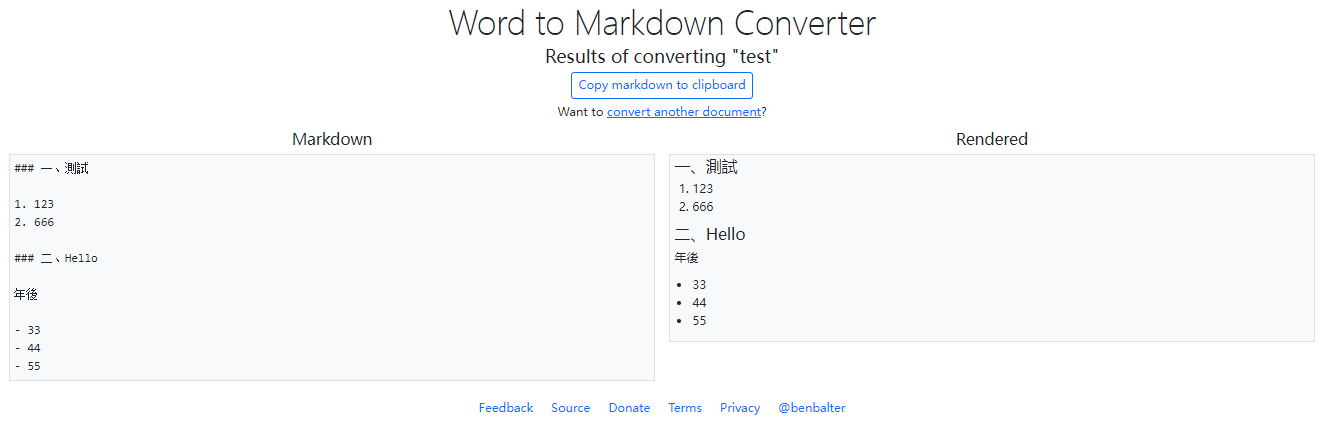 Word to Markdown Converter
Results of converting "test"
Copy markdown to clipboard
Want to convert another document?
Markdown
### 一、測試
1. 123
2. 666
### 二、Hello
年後
- 33
- 44
- 55
Rendered
一、測試
1. 123
2. 666
二、Hello
年後
• 33
• 44
• 55
Feedback Source Donate Terms Privacy @benbalter